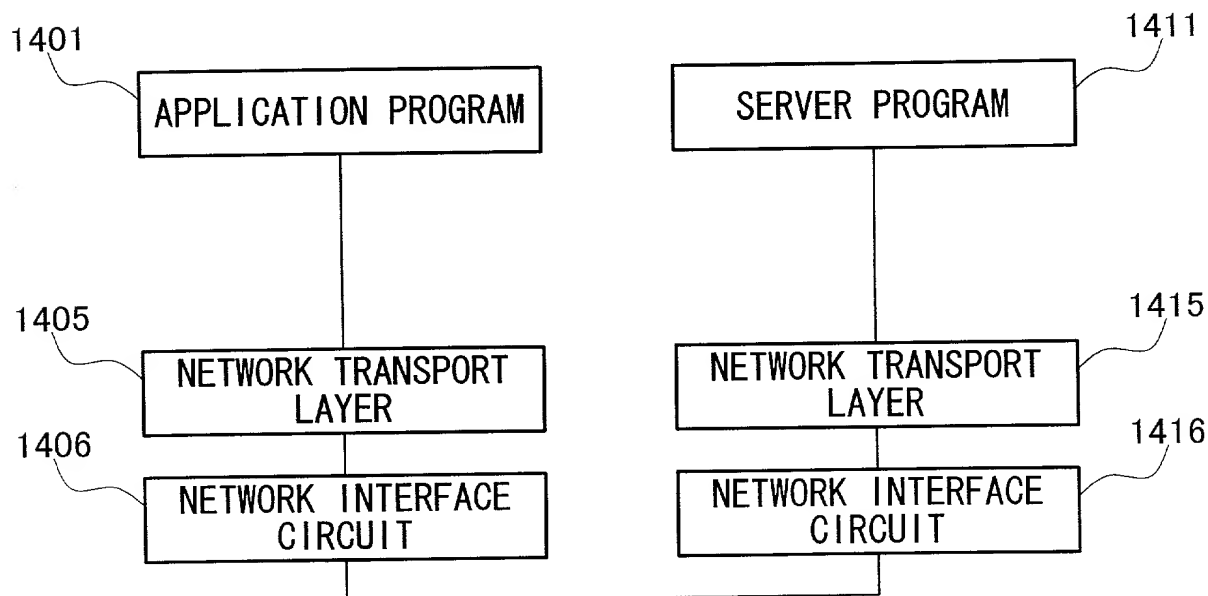 1401
APPLICATION PROGRAM
1411
SERVER PROGRAM
1405
NETWORK TRANSPORT
LAYER
1415
NETWORK TRANSPORT
LAYER
1406
NETWORK INTERFACE
CIRCUIT
1416
NETWORK INTERFACE
CIRCUIT